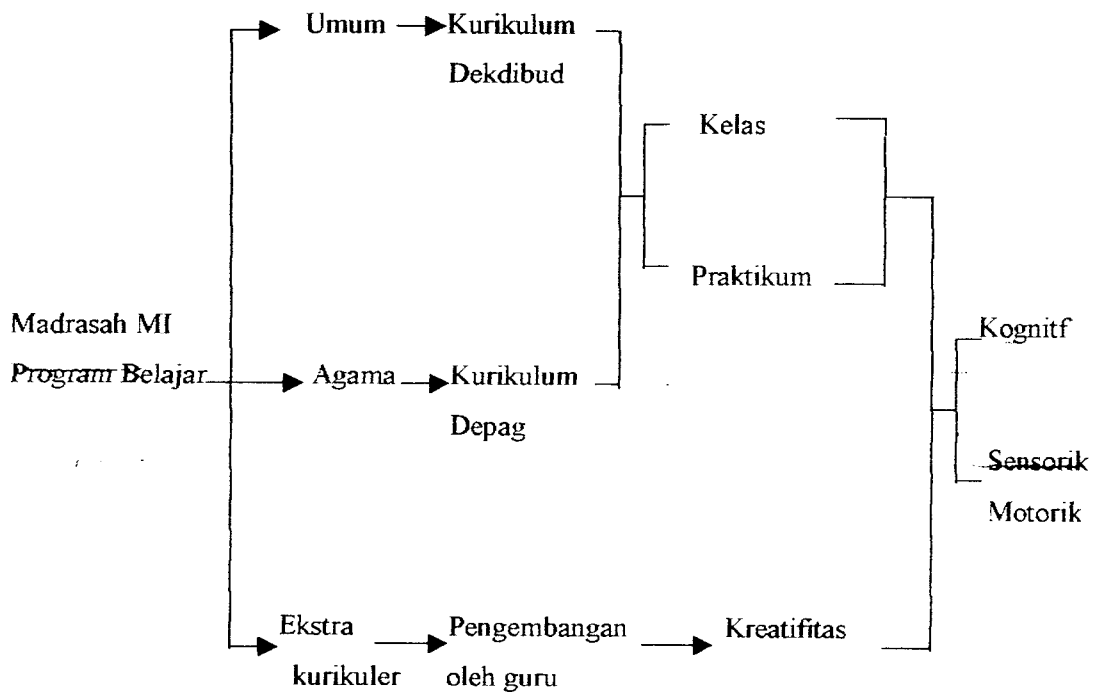 Umum Kurikulum
Dekdibud
Kelas
Praktikum
Madrasah MI
Program Belajar
Kognitf
Agama Kurikulum
Depag
Sensorik
Motorik
Ekstra
kurikuler
Pengembangan
oleh guru
Kreatifitas